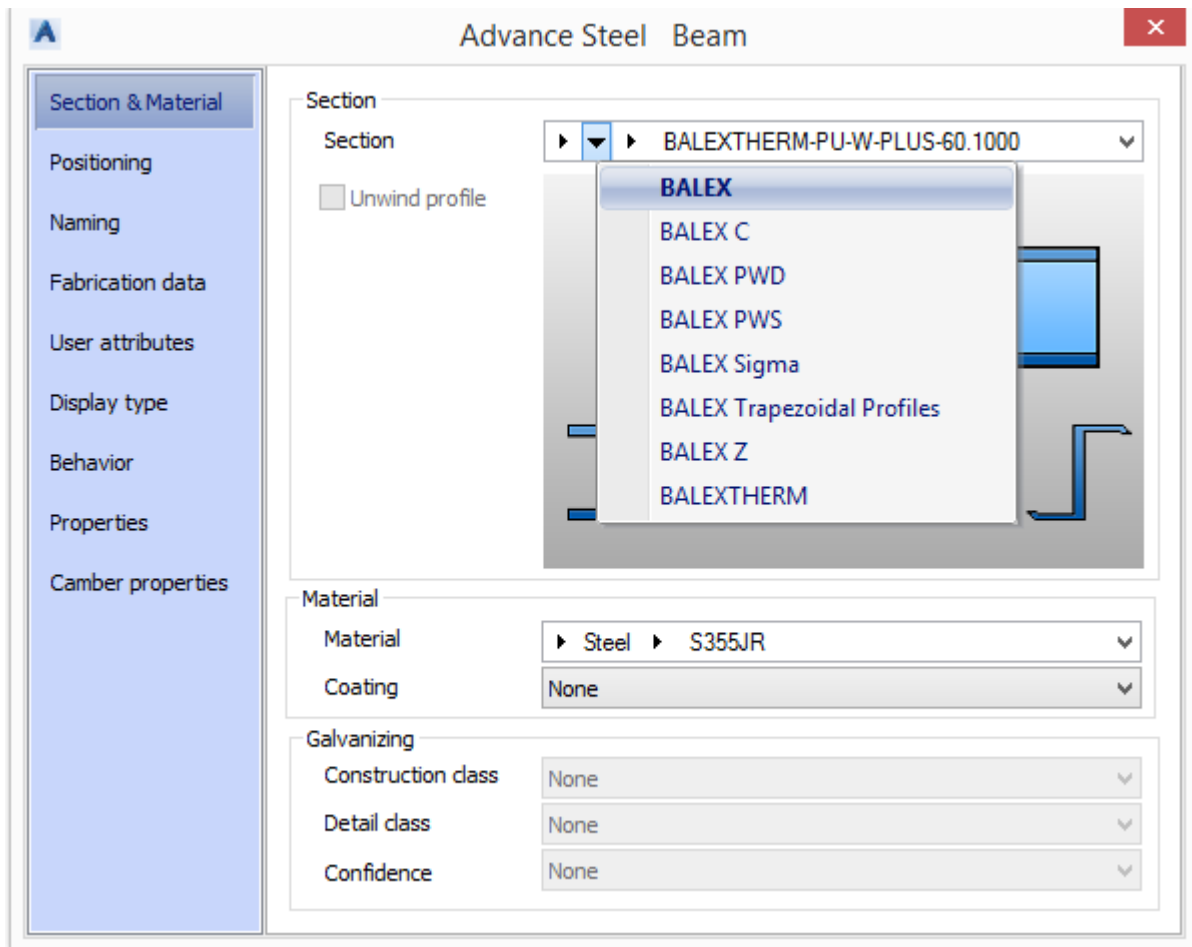 Advance Steel Beam
Section & Material
Positioning
Naming
Fabrication data
User attributes
Display type
Behavior
Properties
Camber properties
Section
Section
BALEXTHERM-PU-W-PLUS-60.1000
Unwind profile
BALEX
BALEX C
BALEX PWD
BALEX PWS
BALEX Sigma
BALEX Trapezoidal Profiles
BALEX Z
BALEXTHERM
Material
Material Steel S355JR
Coating None
Galvanizing
Construction class None
Detail class None
Confidence None